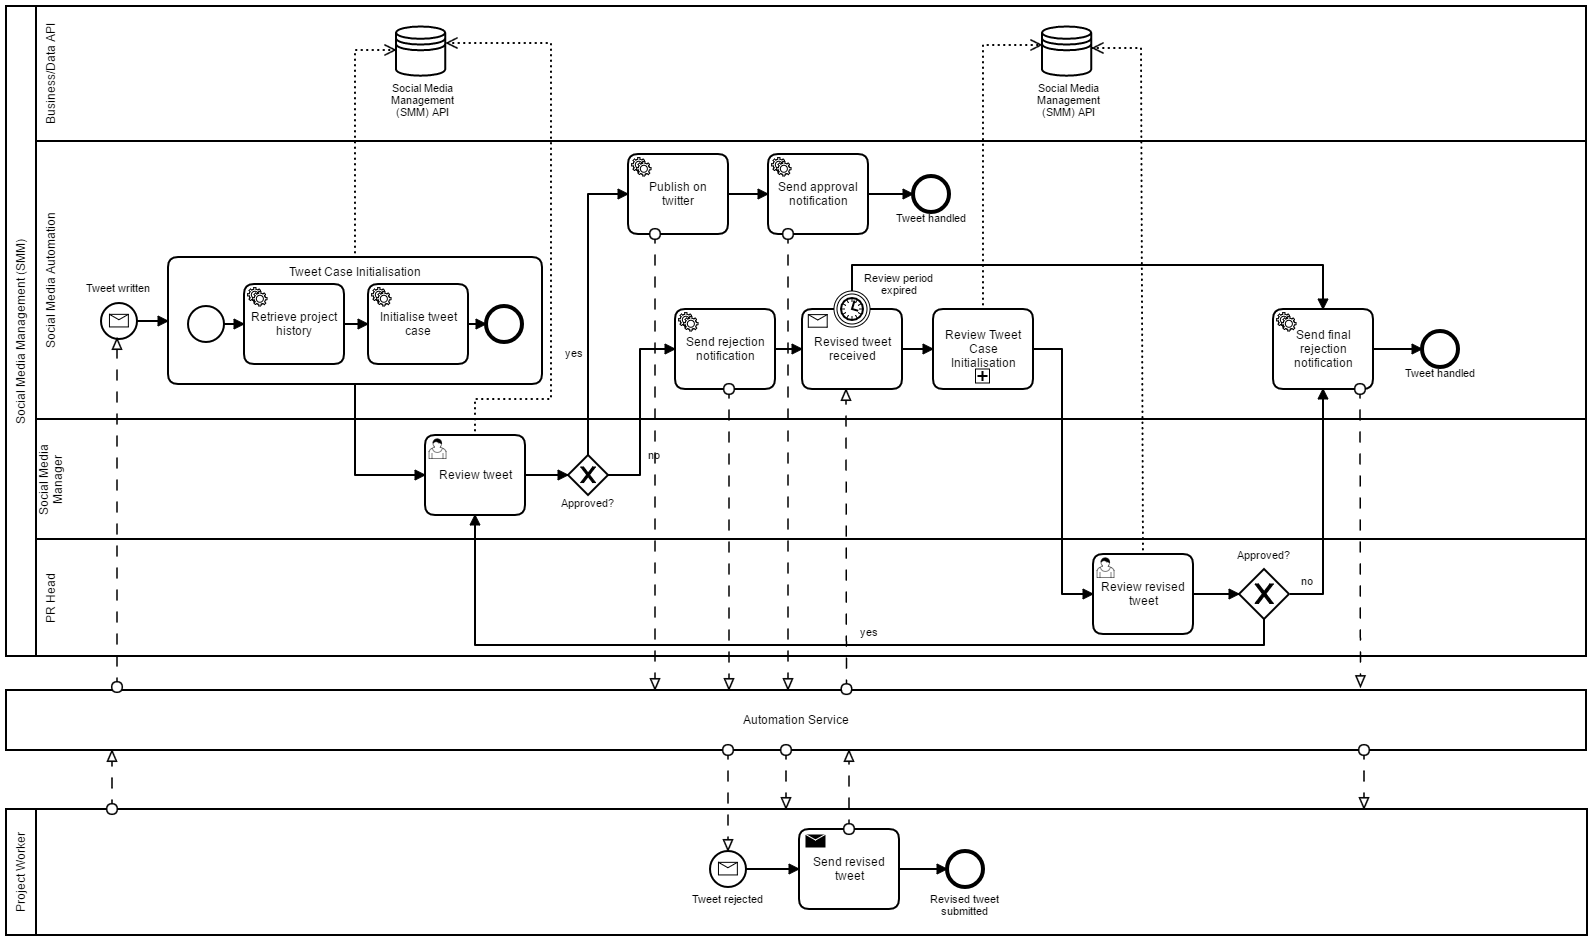 Social Media Management (SMM)
Business/Data API
Social Media
Management
(SMM) API
Social Media
Management
(SMM) API
Social Media Automation
Tweet written
Tweet Case Initialisation
Retrieve project
history
Initialise tweet
case
yes
Publish on
twitter
Send approval
notification
Tweet handled
Send rejection
notification
Review period
expired
Revised tweet
received
Review Tweet
Case
Initialisation
Send final
rejection
notification
Tweet handled
Social Media
Manager
Review tweet
Approved?
no
PR Head
Review revised
tweet
Approved?
no
yes
Automation Service
Project Worker
Tweet rejected
Send revised
tweet
Revised tweet
submitted